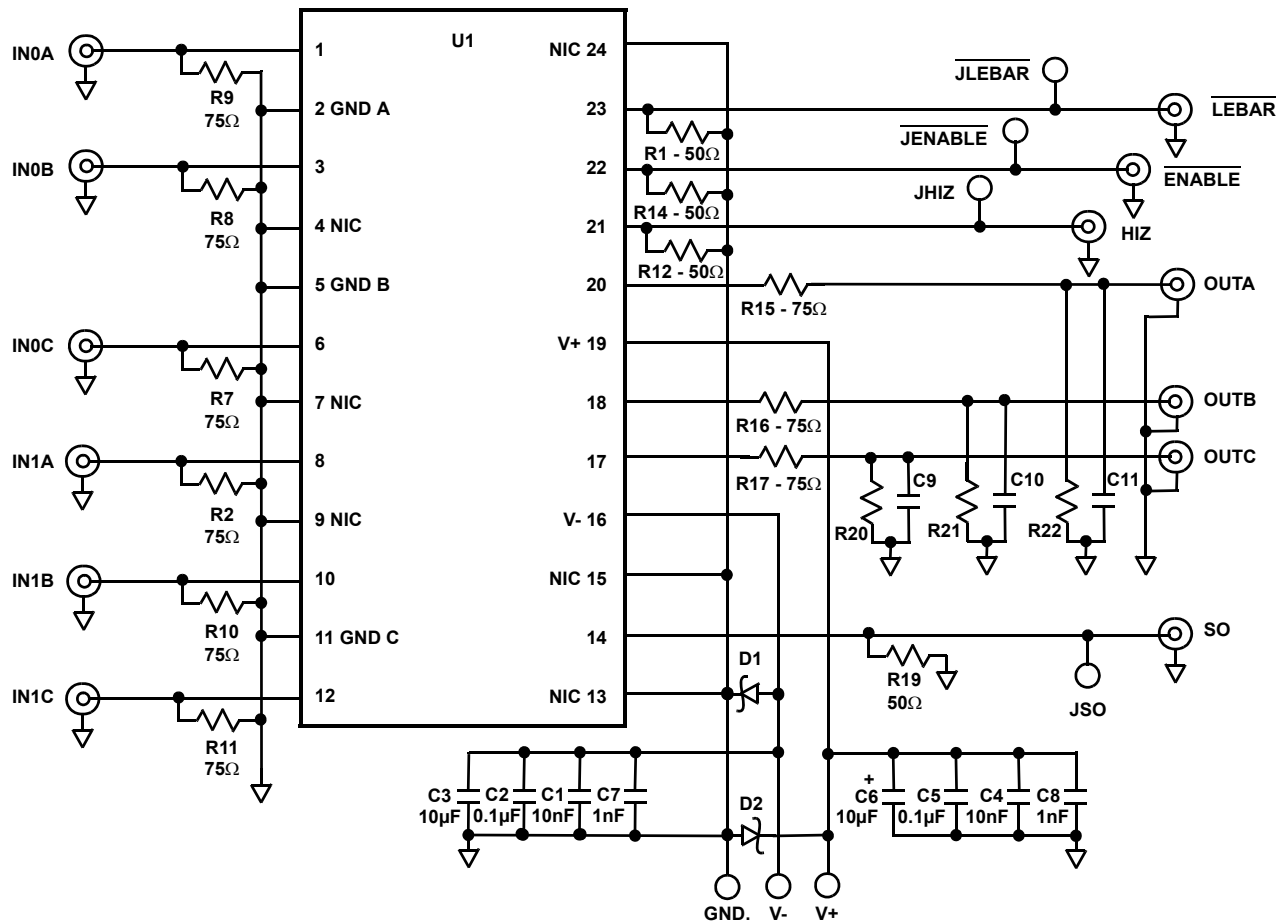 U1
IN0A
R9
75Ω
1
2 GND A
IN0B
R8
75Ω
3
4 NIC
5 GND B
IN0C
R7
75Ω
6
7 NIC
IN1A
R2
75Ω
8
9 NIC
IN1B
R10
75Ω
10
11 GND C
IN1C
R11
75Ω
12
NIC 24
23
22
21
20
V+ 19
18
17
V- 16
NIC 15
14
NIC 13
JLEBAR
LEBAR
R1 - 50Ω
JENABLE
ENABLE
R14 - 50Ω
JHIZ
HIZ
R12 - 50Ω
OUTA
R15 - 75Ω
OUTB
R16 - 75Ω
OUTC
R17 - 75Ω
C9
C10
C11
R20
R21
R22
SO
R19
50Ω
JSO
D1
D2
C3
10µF
C2
0.1µF
C1
10nF
C7
1nF
+
C6
10µF
C5
0.1µF
C4
10nF
C8
1nF
GND.
V-
V+